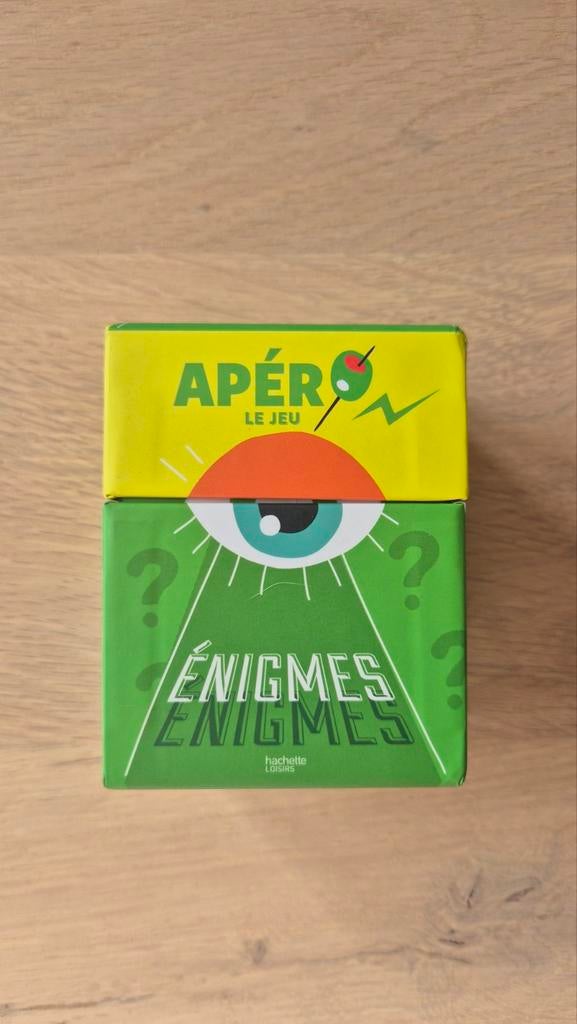 APÉRO
LE JEU
?
?
?
?
ÉNIGMES
ÉNIGMES
hachette
LOISIRS